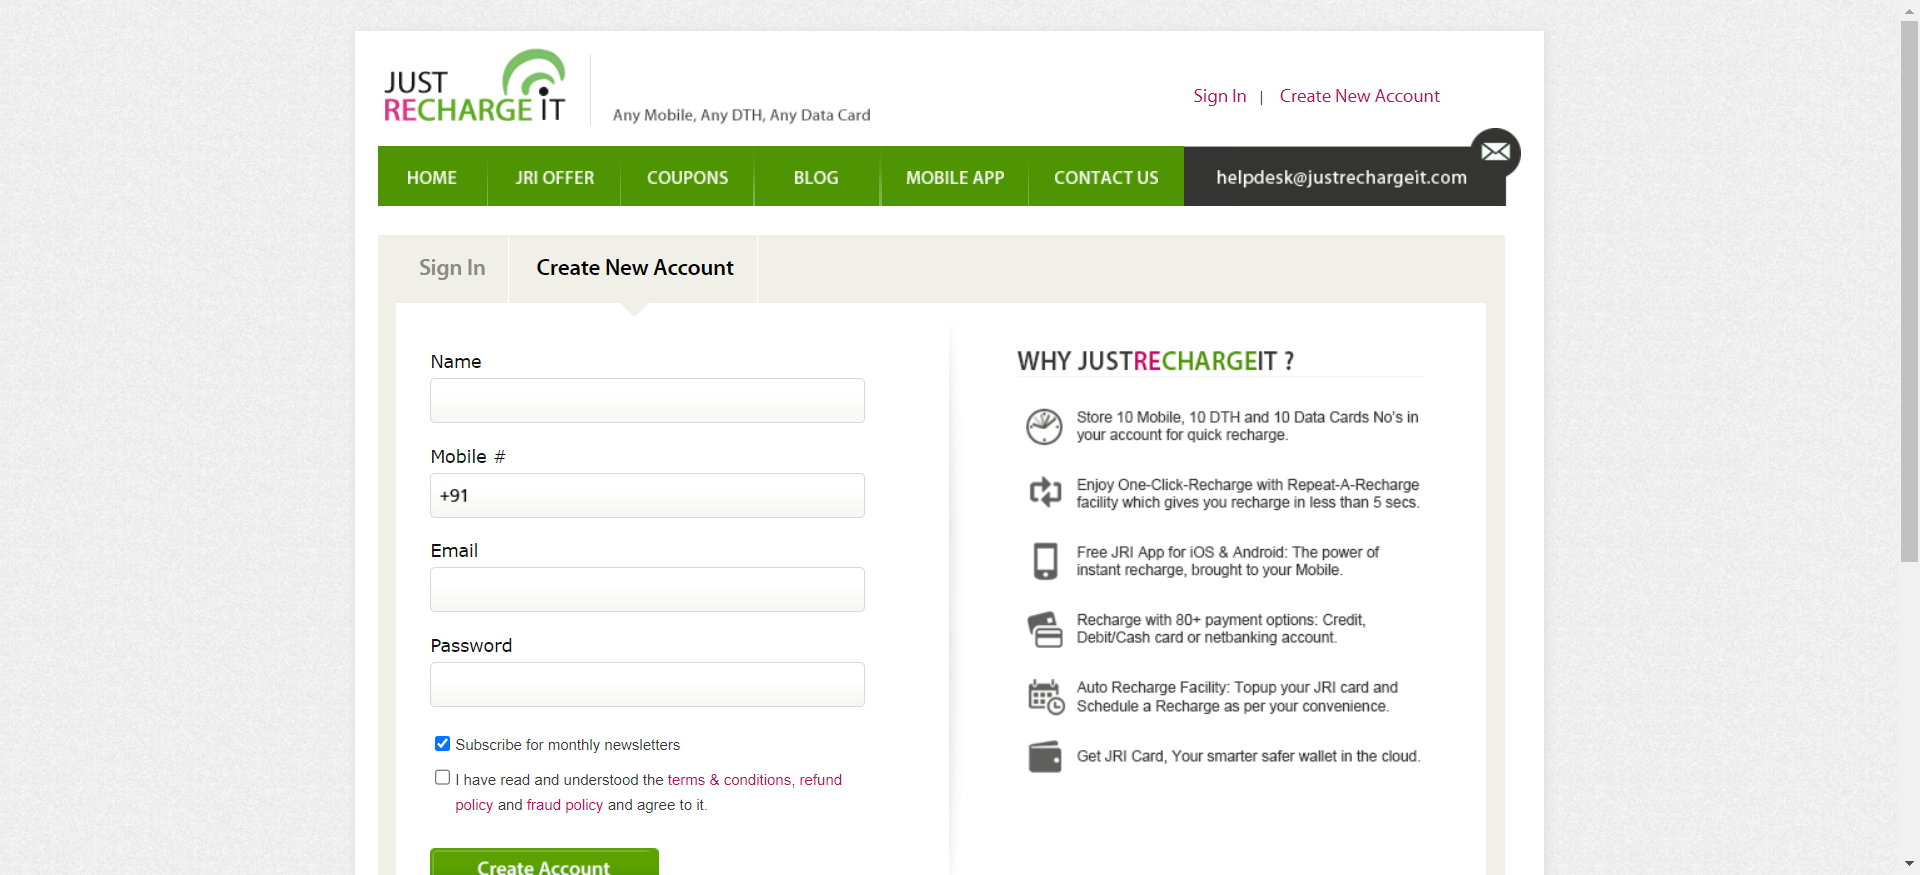 JUST
RECHARGE IT
Any Mobile, Any DTH, Any Data Card
Sign In | Create New Account
HOME JRI OFFER COUPONS BLOG MOBILE APP CONTACT US helpdesk@justrechargeit.com
Sign In Create New Account
Name
Mobile #
+91
Email
Password
Subscribe for monthly newsletters
I have read and understood the terms & conditions, refund
policy and fraud policy and agree to it.
Create Account
WHY JUSTRECHARGEIT ?
Store 10 Mobile, 10 DTH and 10 Data Cards No's in
your account for quick recharge.
Enjoy One-Click-Recharge with Repeat-A-Recharge
facility which gives you recharge in less than 5 secs.
Free JRI App for iOS & Android: The power of
instant recharge, brought to your Mobile.
Recharge with 80+ payment options: Credit,
Debit/Cash card or netbanking account.
Auto Recharge Facility: Topup your JRI card and
Schedule a Recharge as per your convenience.
Get JRI Card, Your smarter safer wallet in the cloud.